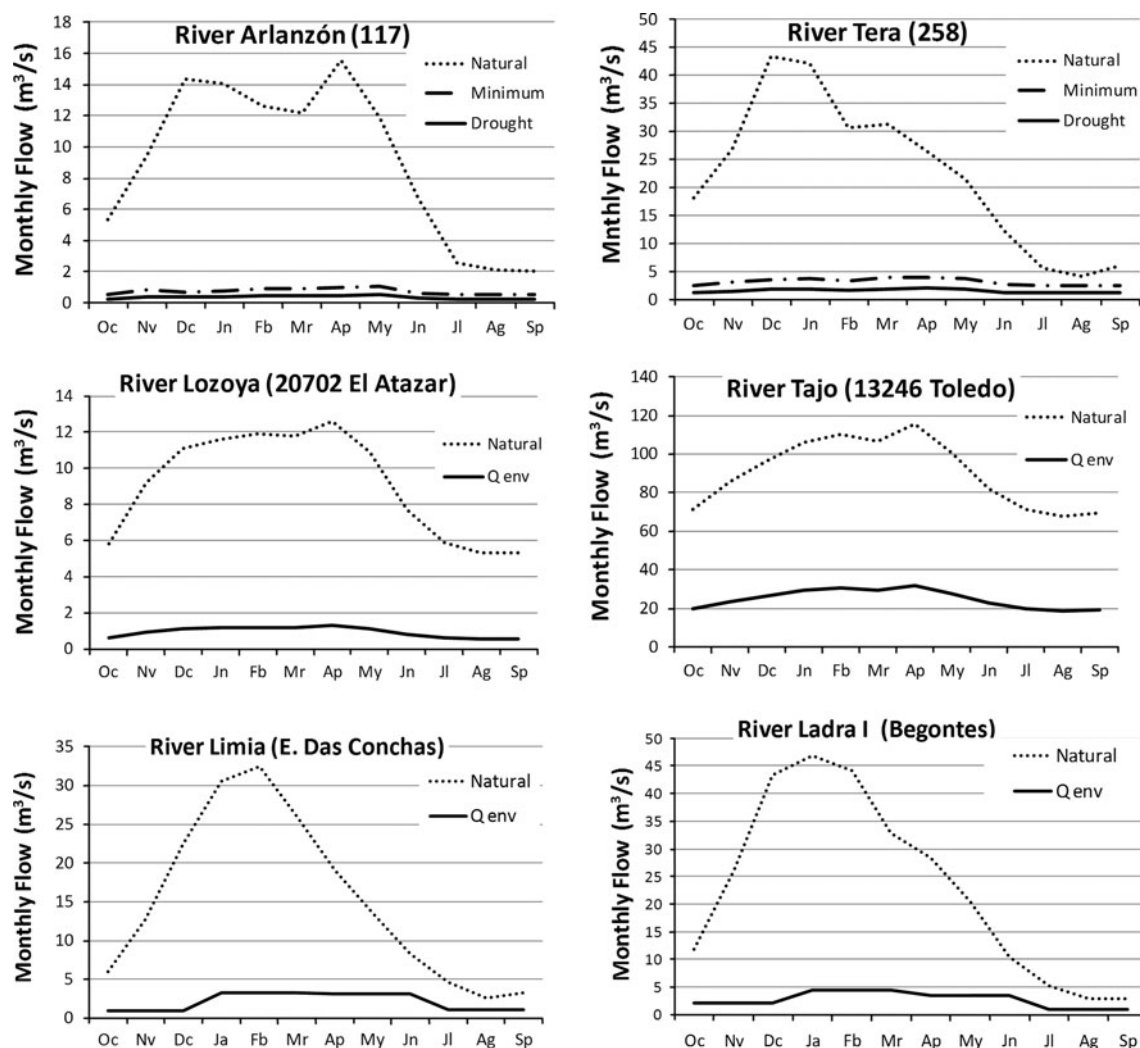 River Arlanzón (117)
Monthly Flow (m³/s)
18
16
14
12
10
8
6
4
2
0
Natural
Minimum
Drought
Oc Nv Dc Jn Fb Mr Ap My Jn Jl Ag Sp
River Tera (258)
Mnthly Flow (m³/s)
50
45
40
35
30
25
20
15
10
5
0
Natural
Minimum
Drought
Oc Nv Dc Jn Fb Mr Ap My Jn Jl Ag Sp
River Lozoya (20702 El Atazar)
Monthly Flow (m³/s)
14
12
10
8
6
4
2
0
Natural
Q env
Oc Nv Dc Jn Fb Mr Ap My Jn Jl Ag Sp
River Tajo (13246 Toledo)
Monthly Flow (m³/s)
140
120
100
80
60
40
20
0
Natural
Q env
Oc Nv Dc Jn Fb Mr Ap My Jn Jl Ag Sp
River Limia (E. Das Conchas)
Monthly Flow (m³/s)
35
30
25
20
15
10
5
0
Natural
Q env
Oc Nv Dc Ja Fb Mr Ap My Jn Jl Ag Sp
River Ladra I (Begontes)
Monthly Flow (m³/s)
50
45
40
35
30
25
20
15
10
5
0
Natural
Q env
Oc Nv Dc Ja Fb Mr Ap My Jn Jl Ag Sp